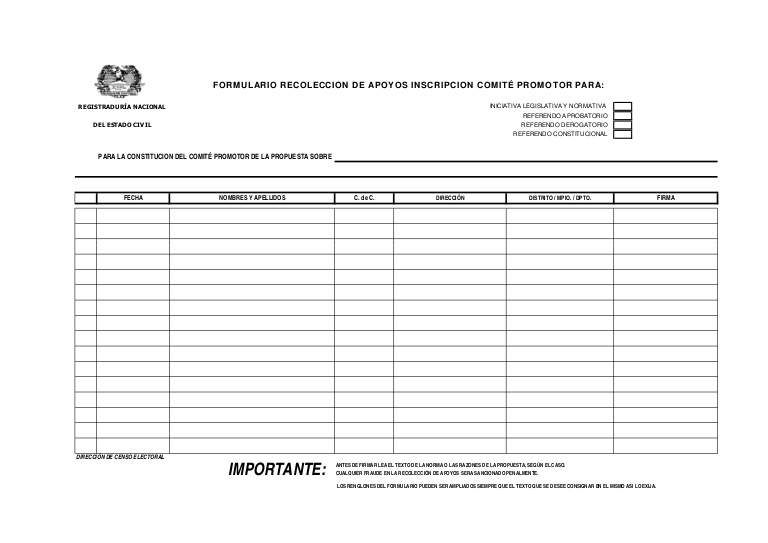 FORMULARIO RECOLECCION DE APOYOS INSCRIPCION COMITÉ PROMOTOR PARA:
REGISTRADURÍA NACIONAL
DEL ESTADO CIVIL
INICIATIVA LEGISLATIVA Y NORMATIVA
REFERENDO APROBATORIO
REFERENDO DEROGATORIO
REFERENDO CONSTITUCIONAL
PARA LA CONSTITUCION DEL COMITÉ PROMOTOR DE LA PROPUESTA SOBRE
FECHA NOMBRES Y APELLIDOS C. de C. DIRECCIÓN DISTRITO / MPIO. / DPTO. FIRMA
DIRECCIÓN DE CENSO ELECTORAL
IMPORTANTE:
ANTES DE FIRMAR LEA EL TEXTO DE LA NORMA O LAS RAZONES DE LA PROPUESTA, SEGÚN EL CASO.
CUALQUIER FRAUDE EN LA RECOLECCIÓN DE APOYOS SERA SANCIONADO PENALMENTE.
LOS RENGLONES DEL FORMULARIO PUEDEN SER AMPLIADOS SIEMPRE QUE EL TEXTO QUE SE DESEE CONSIGNAR EN EL MISMO ASI LO EXIJA.